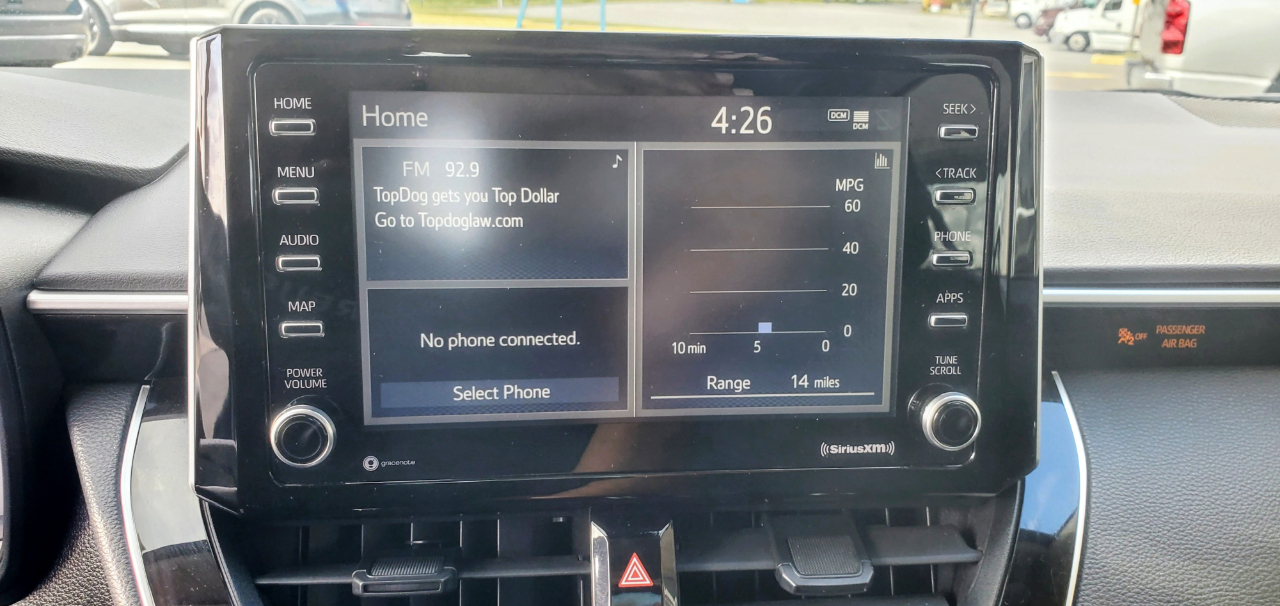 HOME
MENU
AUDIO
MAP
POWER
VOLUME
Home
4:26
DCM
DCM
FM 92.9
TopDog gets you Top Dollar
Go to Topdoglaw.com
No phone connected.
Select Phone
MPG
60
40
20
0
10 min 5 0
Range 14 miles
SEEK >
< TRACK
PHONE
APPS
TUNE
SCROLL
gracenote
((SiriusXM))
OFF
PASSENGER
AIR BAG